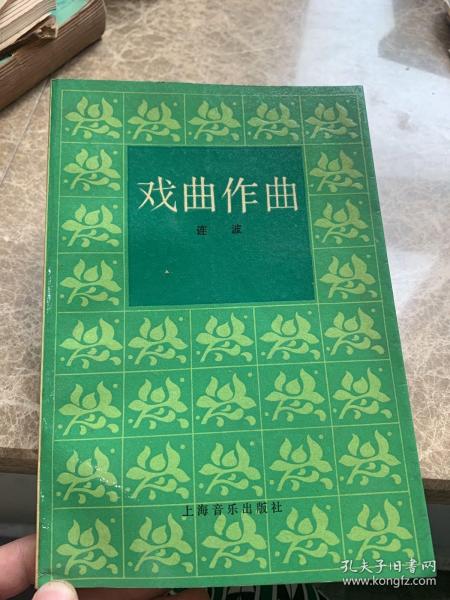 戏曲作曲
连 波
上海音乐出版社
孔夫子旧书网
www.kongfz.com